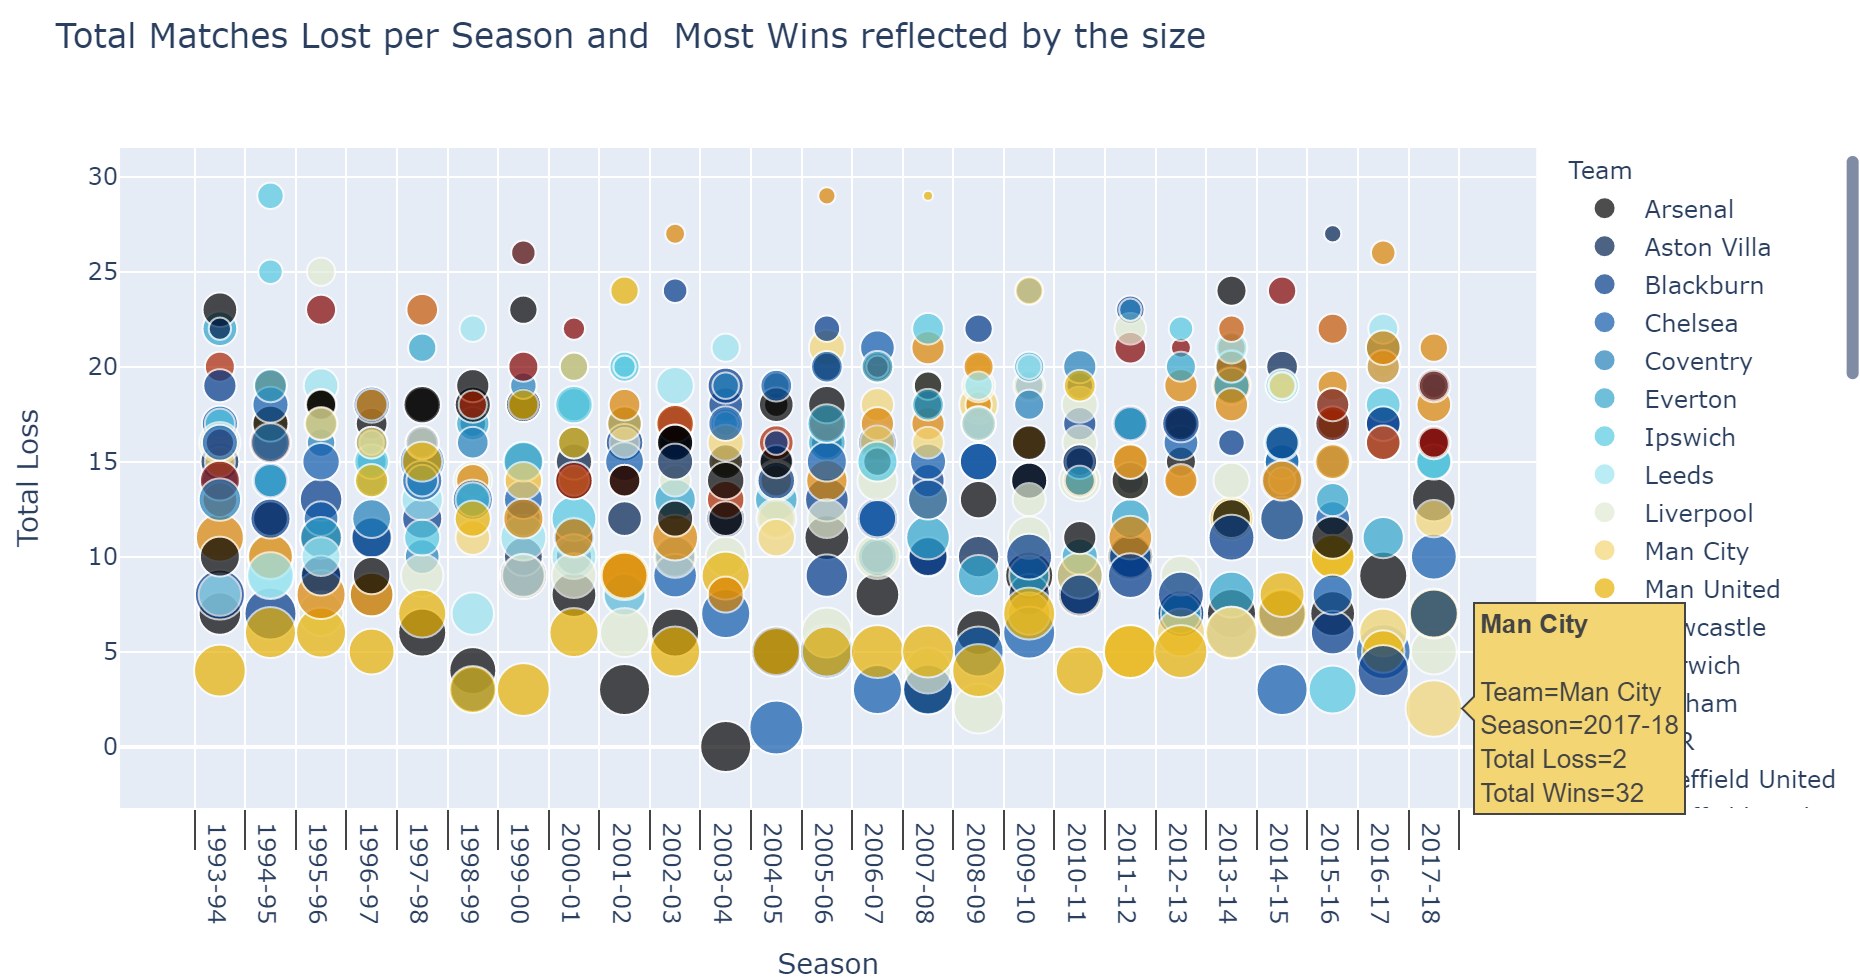 Total Matches Lost per Season and  Most Wins reflected by the size
Total Loss
30
25
20
15
10
5
0
1993-94
1994-95
1995-96
1996-97
1997-98
1998-99
1999-00
2000-01
2001-02
2002-03
2003-04
2004-05
2005-06
2006-07
2007-08
2008-09
2009-10
2010-11
2011-12
2012-13
2013-14
2014-15
2015-16
2016-17
2017-18
Season
Team
Arsenal
Aston Villa
Blackburn
Chelsea
Coventry
Everton
Ipswich
Leeds
Liverpool
Man City
Man United
wcastle
wich
ham
R
effield United
Man City
Team=Man City
Season=2017-18
Total Loss=2
Total Wins=32